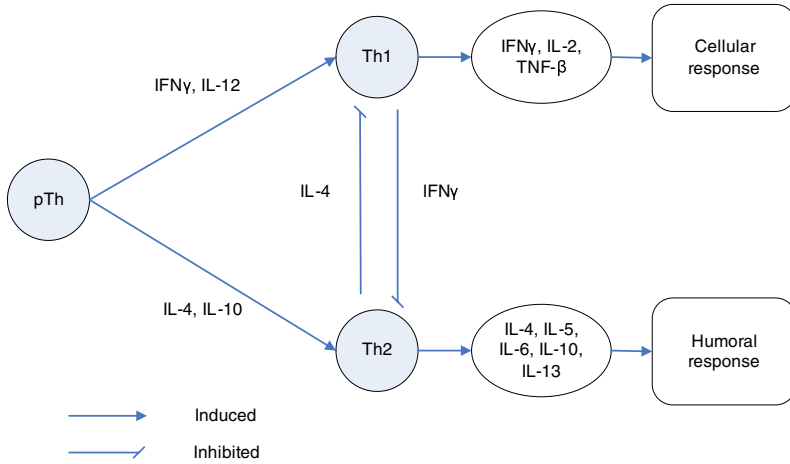 Th1
IFNγ, IL-2,
TNF-β
Cellular
response
IFNγ, IL-12
pTh
IL-4
IFNγ
IL-4, IL-10
Th2
IL-4, IL-5,
IL-6, IL-10,
IL-13
Humoral
response
Induced
Inhibited